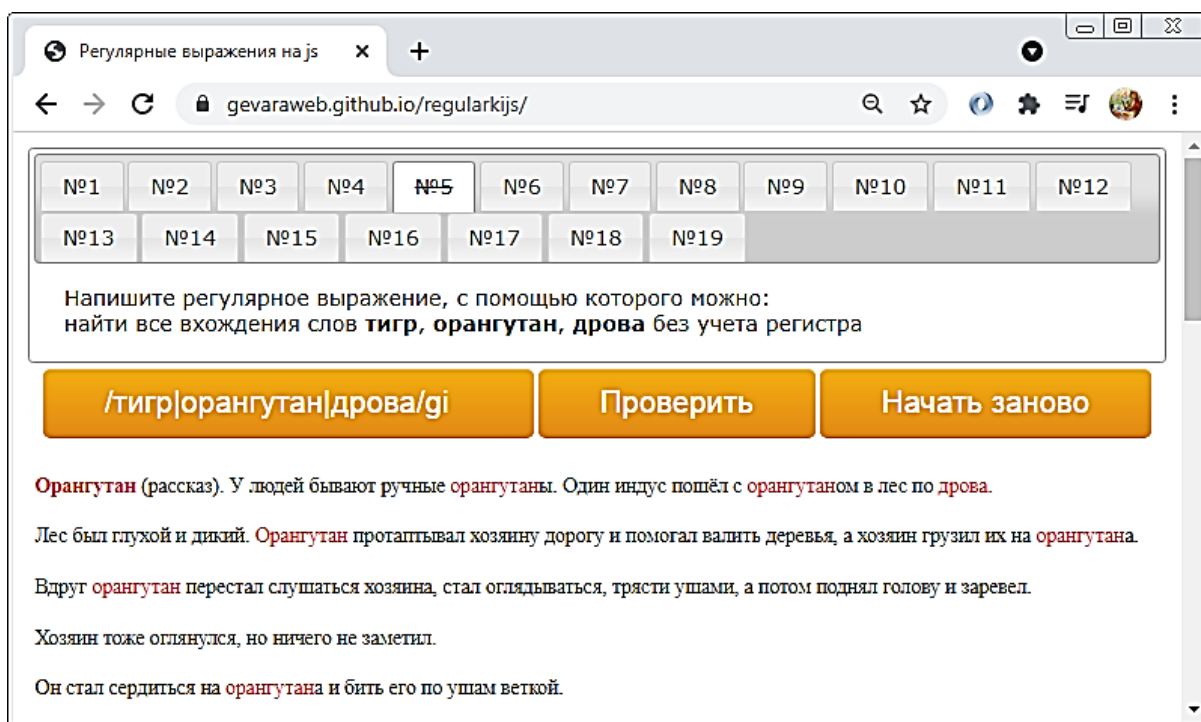 Регулярные выражения на js
gevaraweb.github.io/regularkijs/
№1 №2 №3 №4 №5 №6 №7 №8 №9 №10 №11 №12
№13 №14 №15 №16 №17 №18 №19
Напишите регулярное выражение, с помощью которого можно:
найти все вхождения слов тигр, орангутан, дрова без учета регистра
/тигр|орангутан|дрова/gi Проверить Начать заново
Орангутан (рассказ). У людей бывают ручные орангутаны. Один индус пошёл с орангутаном в лес по дрова.
Лес был глухой и дикий. Орангутан протаптывал хозяину дорогу и помогал валить деревья, а хозяин грузил их на орангутана.
Вдруг орангутан перестал слушаться хозяина, стал оглядываться, трясти ушами, а потом поднял голову и заревел.
Хозяин тоже оглянулся, но ничего не заметил.
Он стал сердиться на орангутана и бить его по ушам веткой.